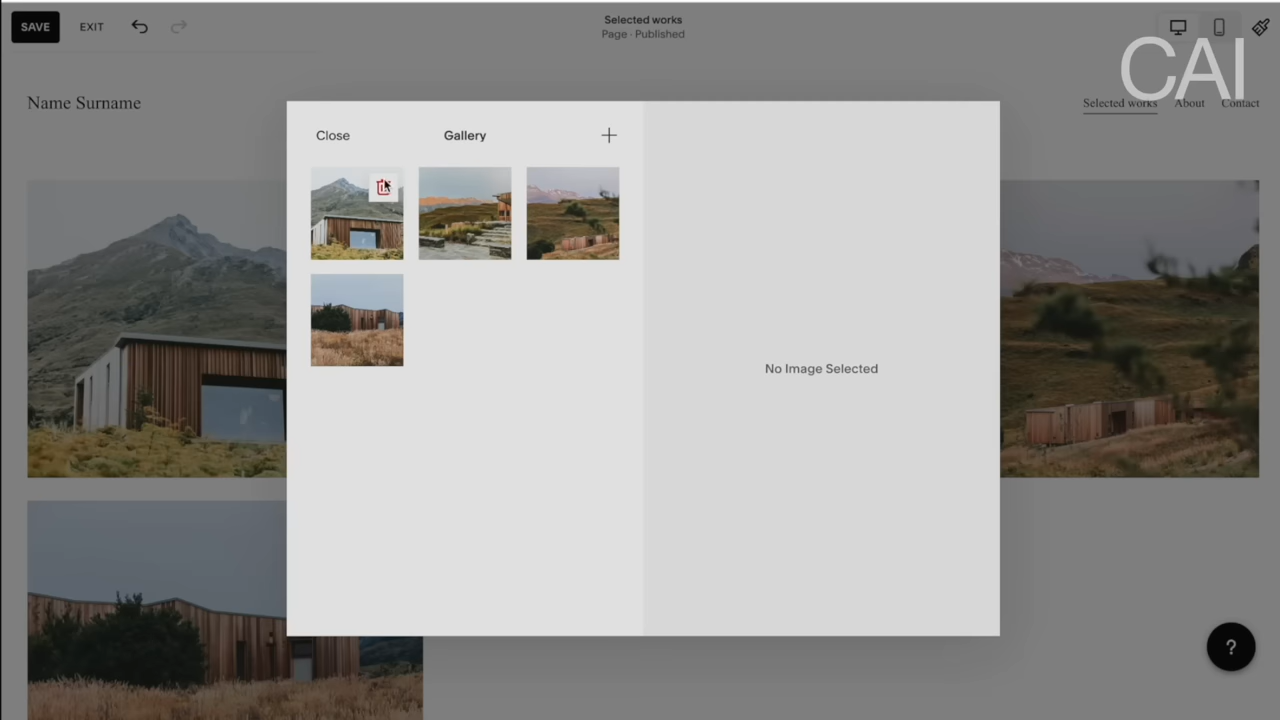 SAVE
EXIT
Selected works
Page · Published
CAI
Name Surname
Selected works
About
Contact
Close
Gallery
No Image Selected
?